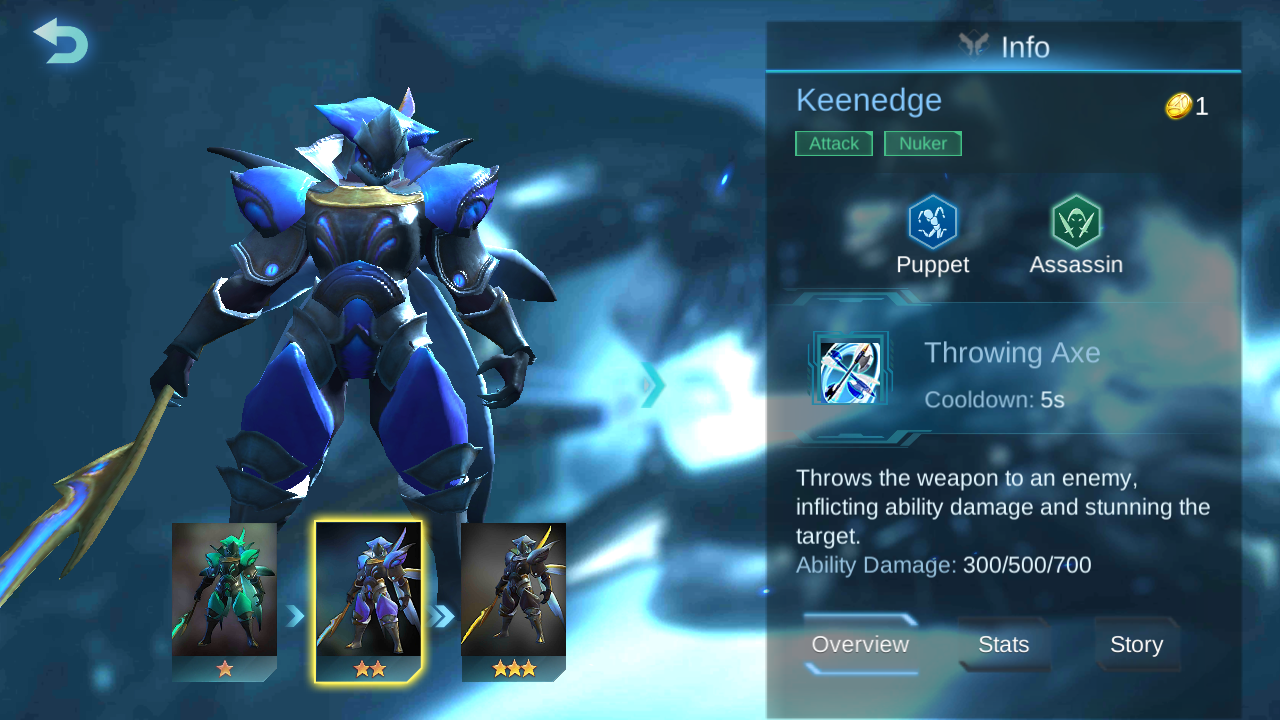 Info
Keenedge
1
Attack Nuker
Puppet Assassin
Throwing Axe
Cooldown: 5s
Throws the weapon to an enemy,
inflicting ability damage and stunning the
target.
Ability Damage: 300/500/700
Overview Stats Story